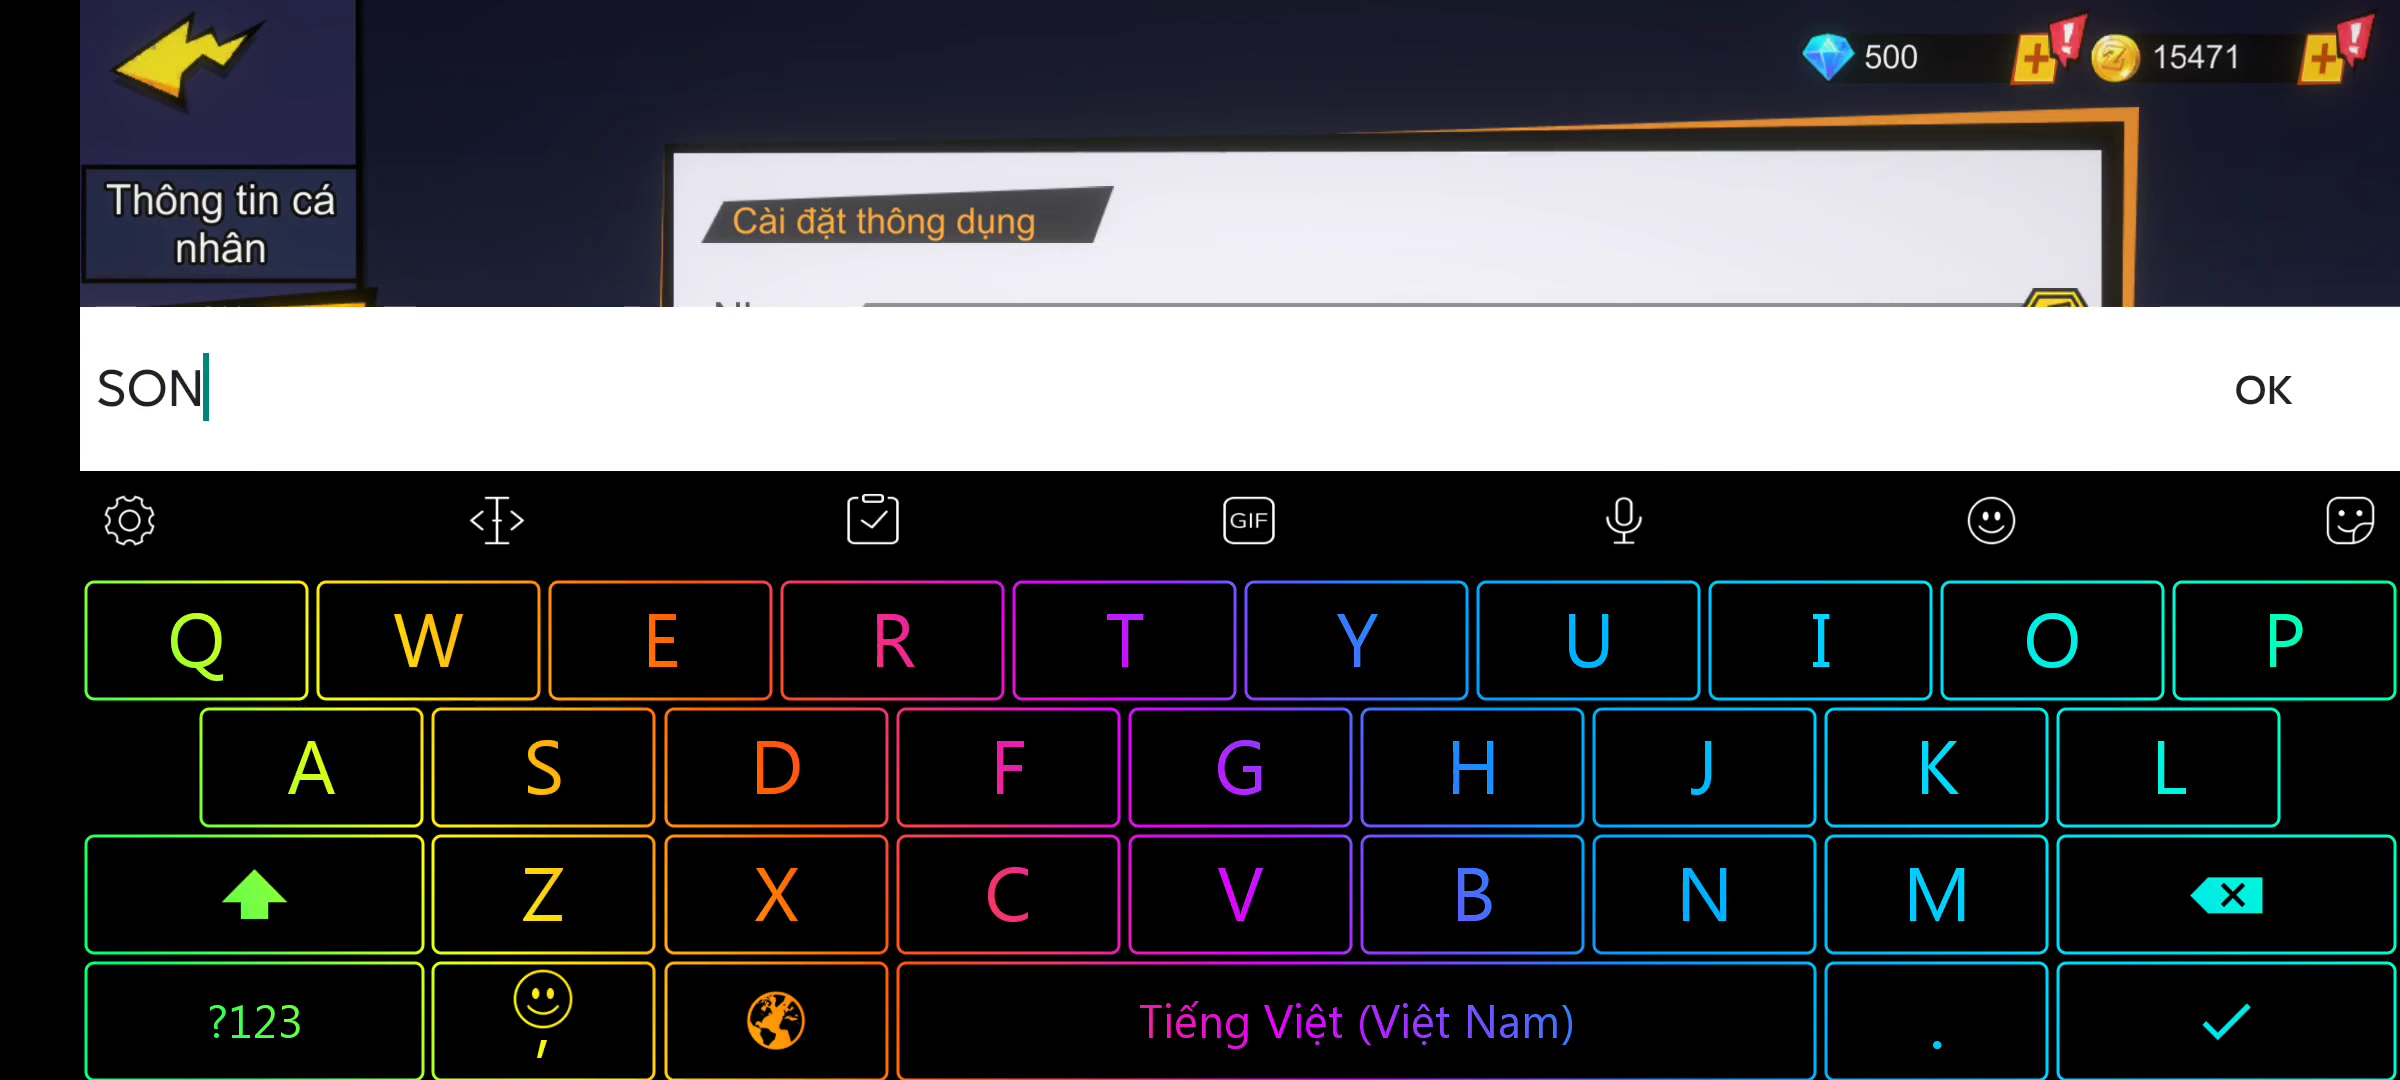 500
15471
Thông tin cá
nhân
Cài đặt thông dụng
SON
OK
GIF
Q W E R T Y U I O P
A S D F G H J K L
Z X C V B N M
?123 , Tiếng Việt (Việt Nam) .